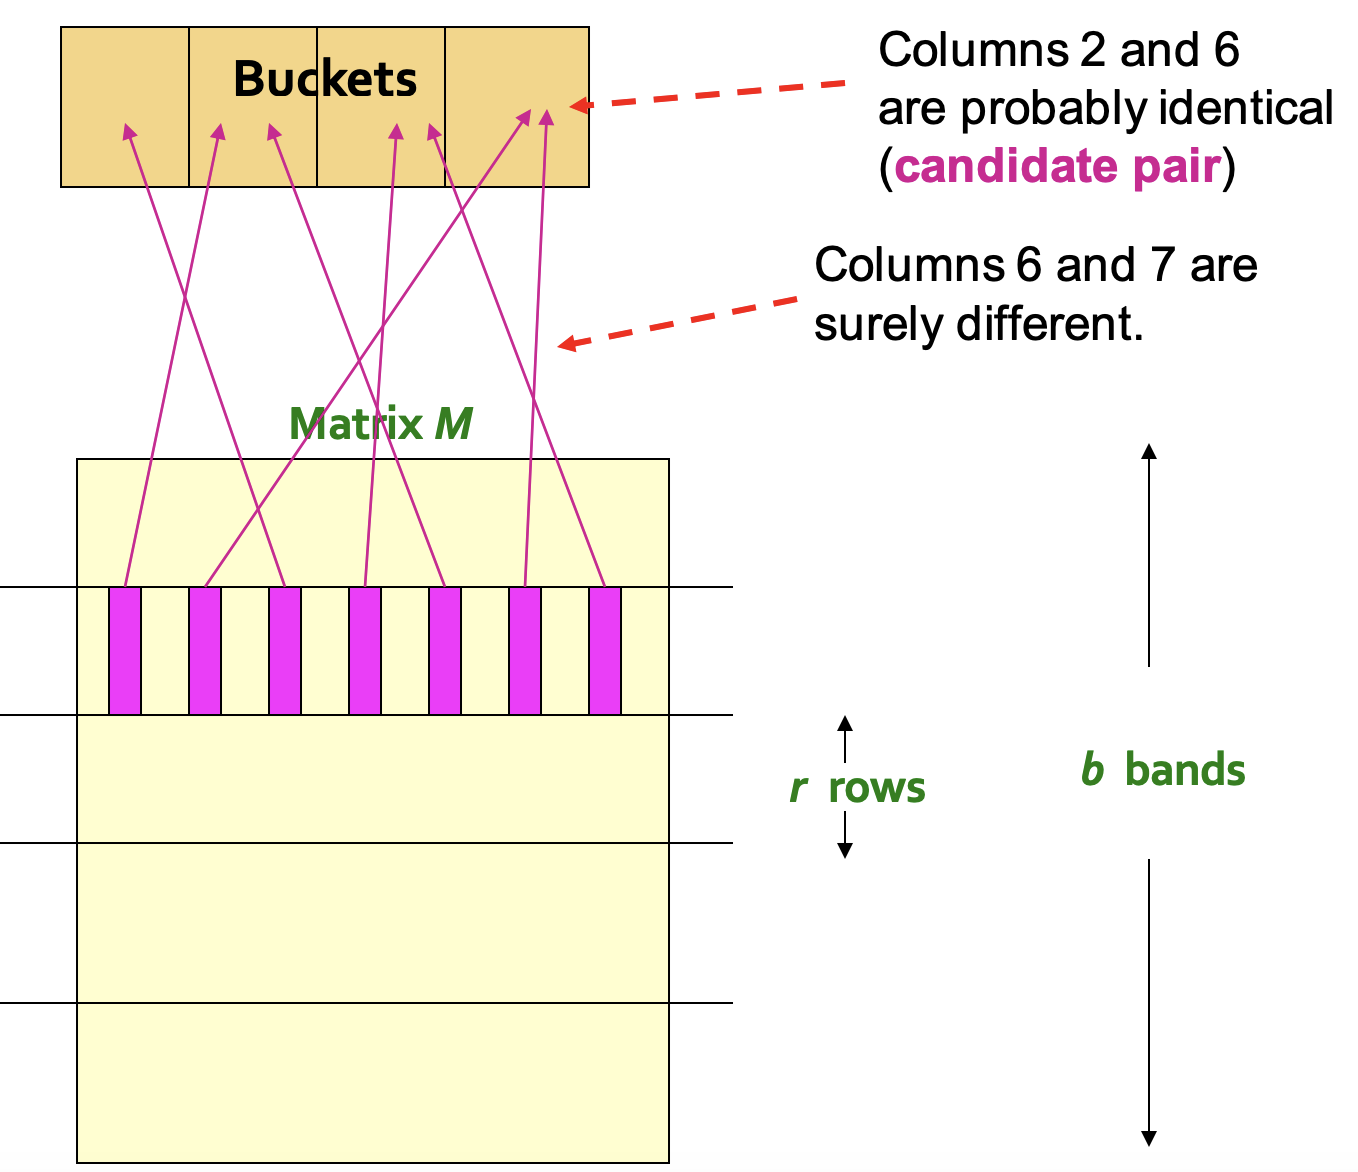 Buckets
Columns 2 and 6
are probably identical
(candidate pair)
Columns 6 and 7 are
surely different.
Matrix M
r rows
b bands